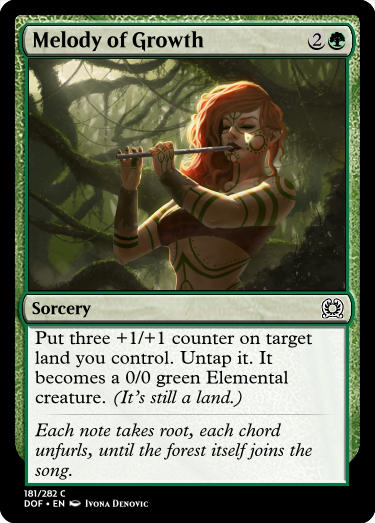 Melody of Growth 2
Sorcery
Put three +1/+1 counter on target
land you control. Untap it. It
becomes a 0/0 green Elemental
creature. (It's still a land.)
Each note takes root, each chord
unfurls, until the forest itself joins the
song.
181/282 C
DOF • EN Ivona Denovic